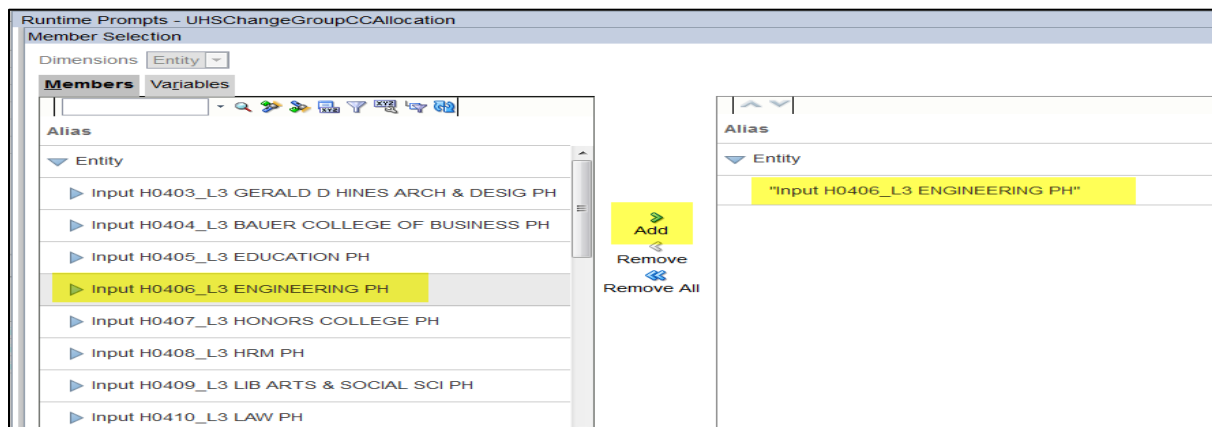 Runtime Prompts - UHSChangeGroupCCAllocation
Member Selection
Dimensions Entity
Members Variables
Alias
Entity
Input H0403_L3 GERALD D HINES ARCH & DESIG PH
Input H0404_L3 BAUER COLLEGE OF BUSINESS PH
Input H0405_L3 EDUCATION PH
Input H0406_L3 ENGINEERING PH
Input H0407_L3 HONORS COLLEGE PH
Input H0408_L3 HRM PH
Input H0409_L3 LIB ARTS & SOCIAL SCI PH
Input H0410_L3 LAW PH
Add
Remove
Remove All
Alias
Entity
"Input H0406_L3 ENGINEERING PH"